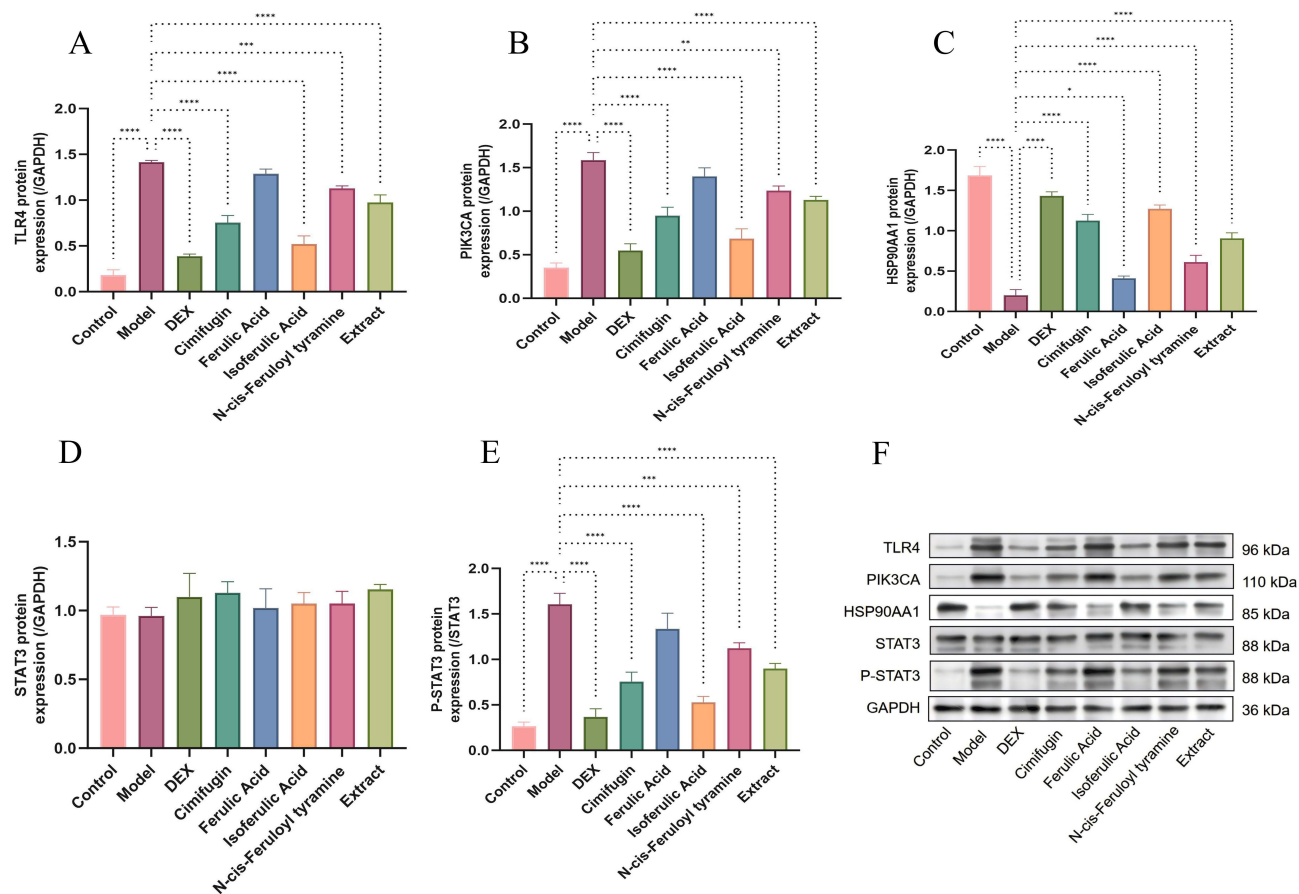 A
****
***
****
****
****
****
TLR4 protein
expression (/GAPDH)
2.0
1.5
1.0
0.5
0.0
Control
Model
DEX
Cimifugin
Ferulic Acid
Isoferulic Acid
N-cis-Feruloyl tyramine
Extract
B
****
**
****
****
****
****
PIK3CA protein
expression (/GAPDH)
2.0
1.5
1.0
0.5
0.0
Control
Model
DEX
Cimifugin
Ferulic Acid
Isoferulic Acid
N-cis-Feruloyl tyramine
Extract
C
****
****
****
*
****
****
****
HSP90AA1 protein
expression (/GAPDH)
2.0
1.5
1.0
0.5
0.0
Control
Model
DEX
Cimifugin
Ferulic Acid
Isoferulic Acid
N-cis-Feruloyl tyramine
Extract
D
STAT3 protein
expression (/GAPDH)
1.5
1.0
0.5
0.0
Control
Model
DEX
Cimifugin
Ferulic Acid
Isoferulic Acid
N-cis-Feruloyl tyramine
Extract
E
****
***
****
****
****
****
P-STAT3 protein
expression (/STAT3)
2.0
1.5
1.0
0.5
0.0
Control
Model
DEX
Cimifugin
Ferulic Acid
Isoferulic Acid
N-cis-Feruloyl tyramine
Extract
F
TLR4 96 kDa
PIK3CA 110 kDa
HSP90AA1 85 kDa
STAT3 88 kDa
P-STAT3 88 kDa
GAPDH 36 kDa
Control
Model
DEX
Cimifugin
Ferulic Acid
Isoferulic Acid
N-cis-Feruloyl tyramine
Extract